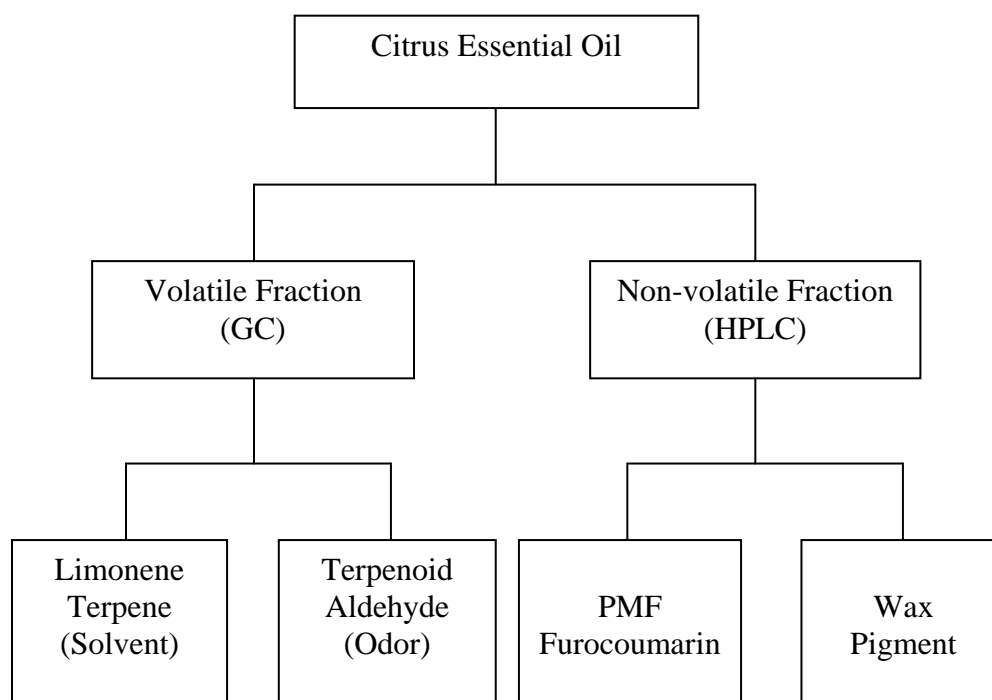 Citrus Essential Oil
Volatile Fraction
(GC)
Non-volatile Fraction
(HPLC)
Limonene
Terpene
(Solvent)
Terpenoid
Aldehyde
(Odor)
PMF
Furocoumarin
Wax
Pigment